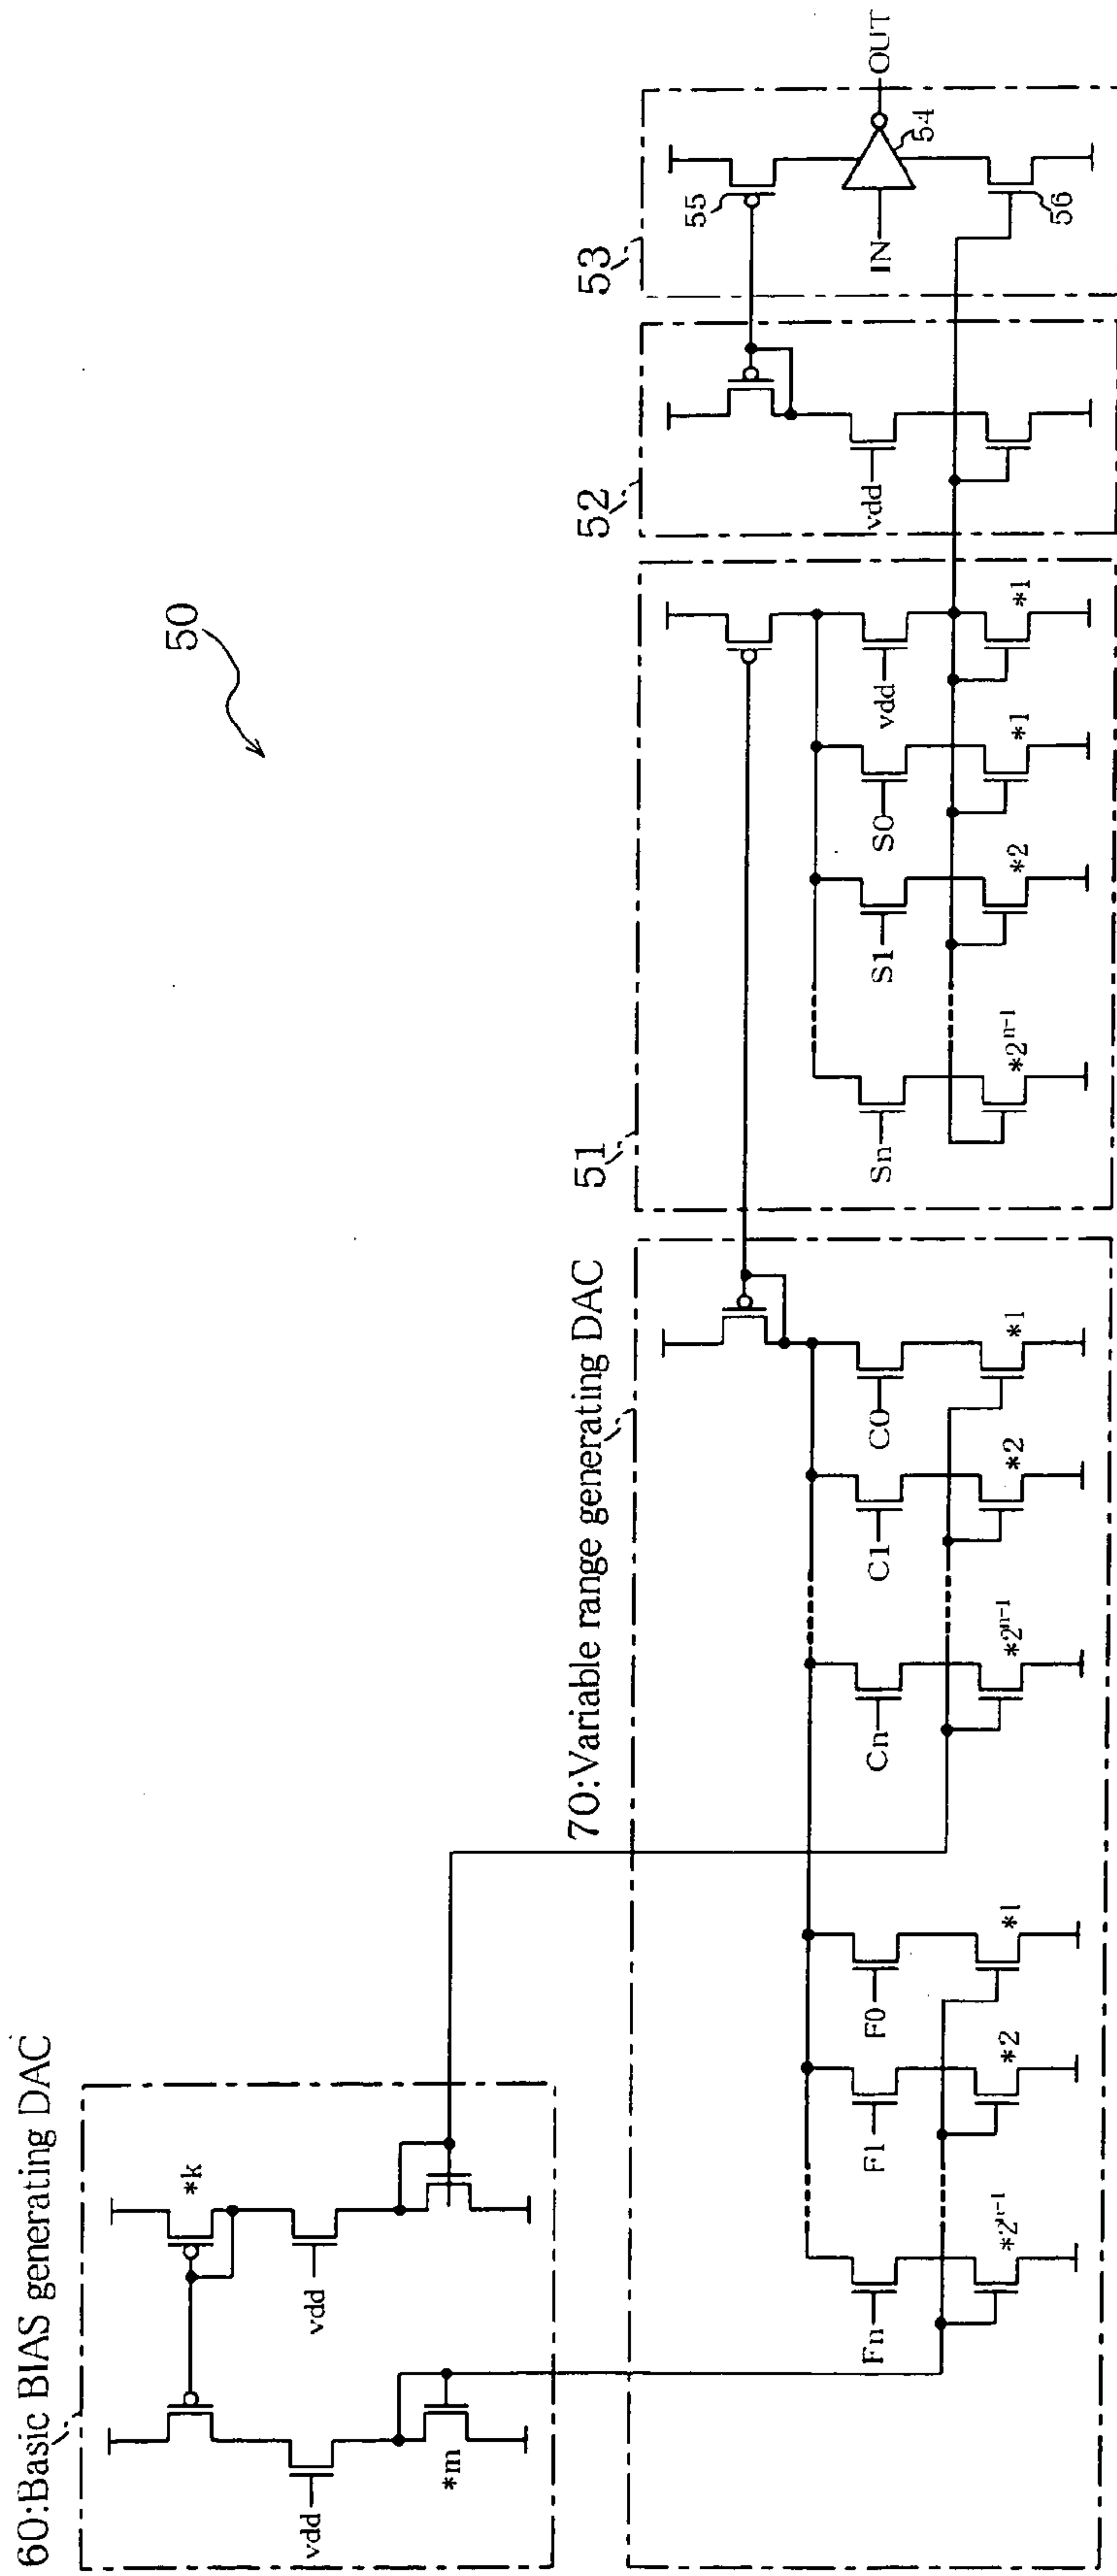 50
60:Basic BIAS generating DAC
*k
vdd
vdd
*m
70:Variable range generating DAC
51
52
53
Fn
F1
F0
*2
*1
Cn
C1
C0
*2ⁿ⁻¹
*2
*1
Sn
S1
S0
vdd
*2ⁿ⁻¹
*2
*1
*1
vdd
55
IN
54
OUT
56